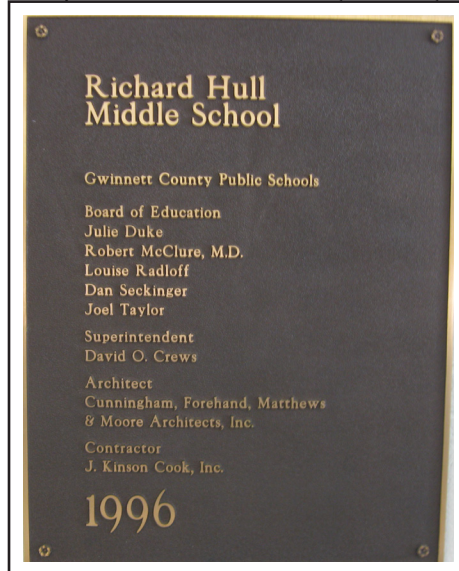 Richard Hull
Middle School
Gwinnett County Public Schools
Board of Education
Julie Duke
Robert McClure, M.D.
Louise Radloff
Dan Seckinger
Joel Taylor
Superintendent
David O. Crews
Architect
Cunningham, Forehand, Matthews
& Moore Architects, Inc.
Contractor
J. Kinson Cook, Inc.
1996